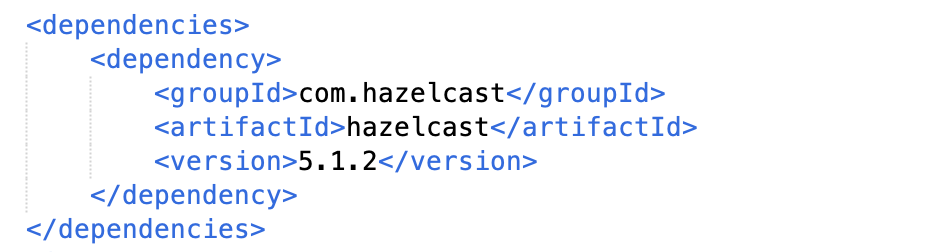 <dependencies>
    <dependency>
        <groupId>com.hazelcast</groupId>
        <artifactId>hazelcast</artifactId>
        <version>5.1.2</version>
    </dependency>
</dependencies>